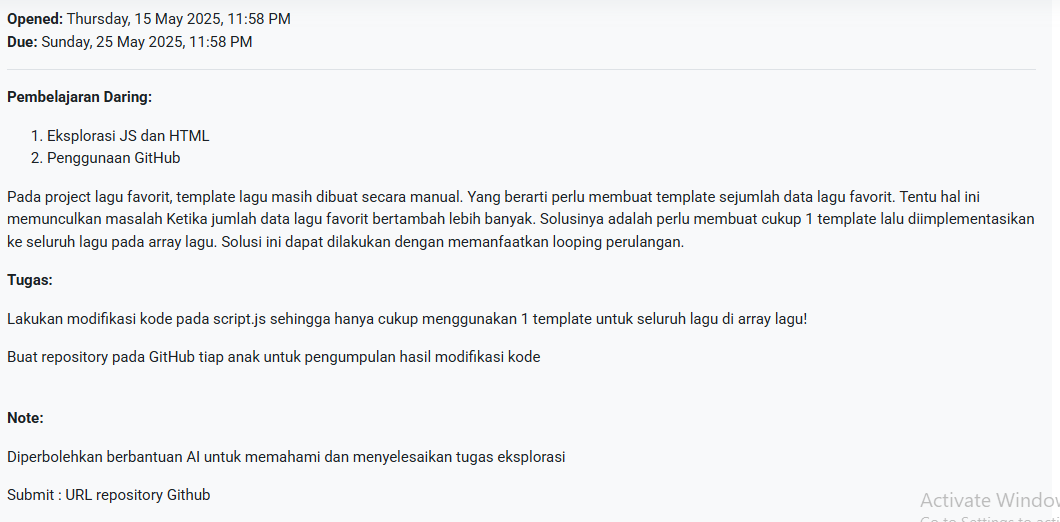 Opened: Thursday, 15 May 2025, 11:58 PM
Due: Sunday, 25 May 2025, 11:58 PM
Pembelajaran Daring:
1. Eksplorasi JS dan HTML
2. Penggunaan GitHub
Pada project lagu favorit, template lagu masih dibuat secara manual. Yang berarti perlu membuat template sejumlah data lagu favorit. Tentu hal ini
memunculkan masalah Ketika jumlah data lagu favorit bertambah lebih banyak. Solusinya adalah perlu membuat cukup 1 template lalu diimplementasikan
ke seluruh lagu pada array lagu. Solusi ini dapat dilakukan dengan memanfaatkan looping perulangan.
Tugas:
Lakukan modifikasi kode pada script.js sehingga hanya cukup menggunakan 1 template untuk seluruh lagu di array lagu!
Buat repository pada GitHub tiap anak untuk pengumpulan hasil modifikasi kode
Note:
Diperbolehkan berbantuan AI untuk memahami dan menyelesaikan tugas eksplorasi
Submit : URL repository Github
Activate Window
Go to Settings to acti